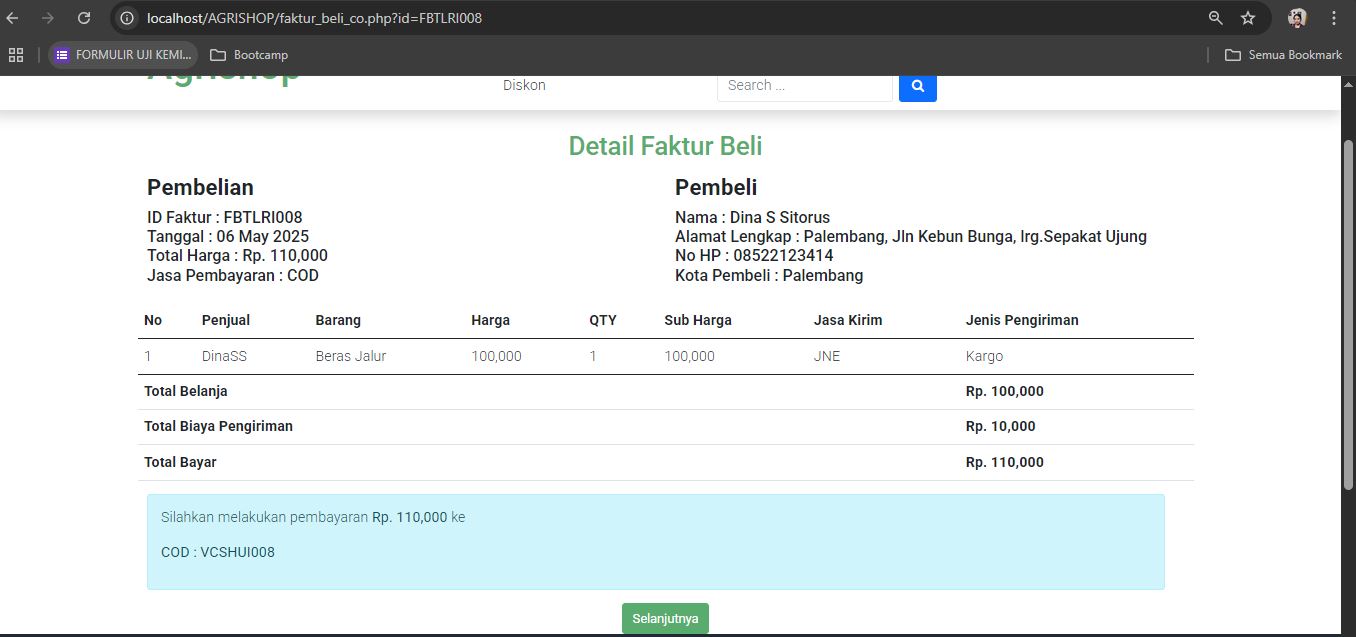 localhost/AGRISHOP/faktur_beli_co.php?id=FBTLRI008
FORMULIR UJI KEMI... Bootcamp Semua Bookmark
Agrishop
Diskon Search ...
Detail Faktur Beli
Pembelian
ID Faktur : FBTLRI008
Tanggal : 06 May 2025
Total Harga : Rp. 110,000
Jasa Pembayaran : COD
Pembeli
Nama : Dina S Sitorus
Alamat Lengkap : Palembang, Jln Kebun Bunga, lrg.Sepakat Ujung
No HP : 08522123414
Kota Pembeli : Palembang
No Penjual Barang Harga QTY Sub Harga Jasa Kirim Jenis Pengiriman
1 DinaSS Beras Jalur 100,000 1 100,000 JNE Kargo
Total Belanja Rp. 100,000
Total Biaya Pengiriman Rp. 10,000
Total Bayar Rp. 110,000
Silahkan melakukan pembayaran Rp. 110,000 ke
COD : VCSHUI008
Selanjutnya